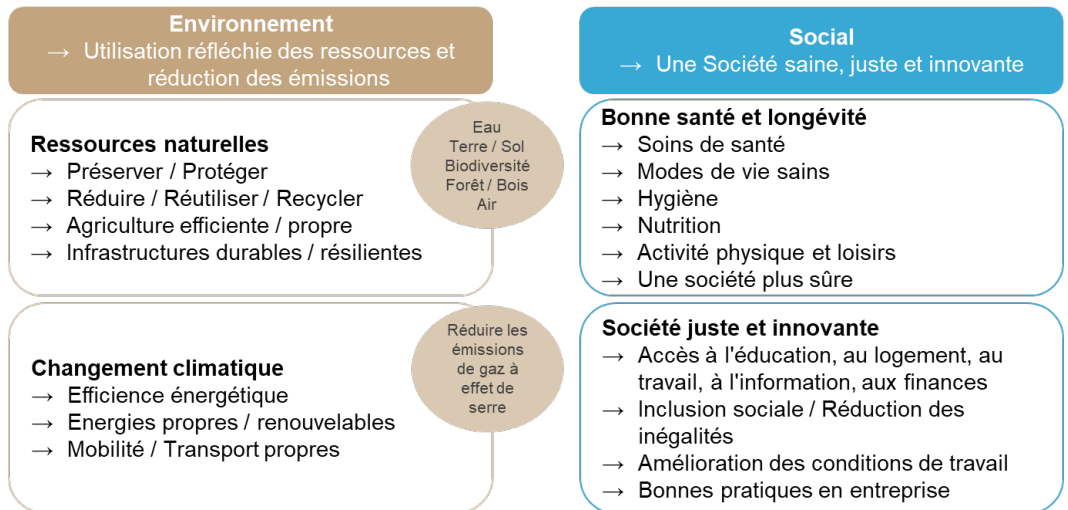 Environnement
→ Utilisation réfléchie des ressources et
réduction des émissions
Ressources naturelles
→ Préserver / Protéger
→ Réduire / Réutiliser / Recycler
→ Agriculture efficiente / propre
→ Infrastructures durables / résilientes
Eau
Terre / Sol
Biodiversité
Forêt / Bois
Air
Changement climatique
→ Efficience énergétique
→ Energies propres / renouvelables
→ Mobilité / Transport propres
Réduire les
émissions
de gaz à
effet de
serre
Social
→ Une Société saine, juste et innovante
Bonne santé et longévité
→ Soins de santé
→ Modes de vie sains
→ Hygiène
→ Nutrition
→ Activité physique et loisirs
→ Une société plus sûre
Société juste et innovante
→ Accès à l'éducation, au logement, au
travail, à l'information, aux finances
→ Inclusion sociale / Réduction des
inégalités
→ Amélioration des conditions de travail
→ Bonnes pratiques en entreprise